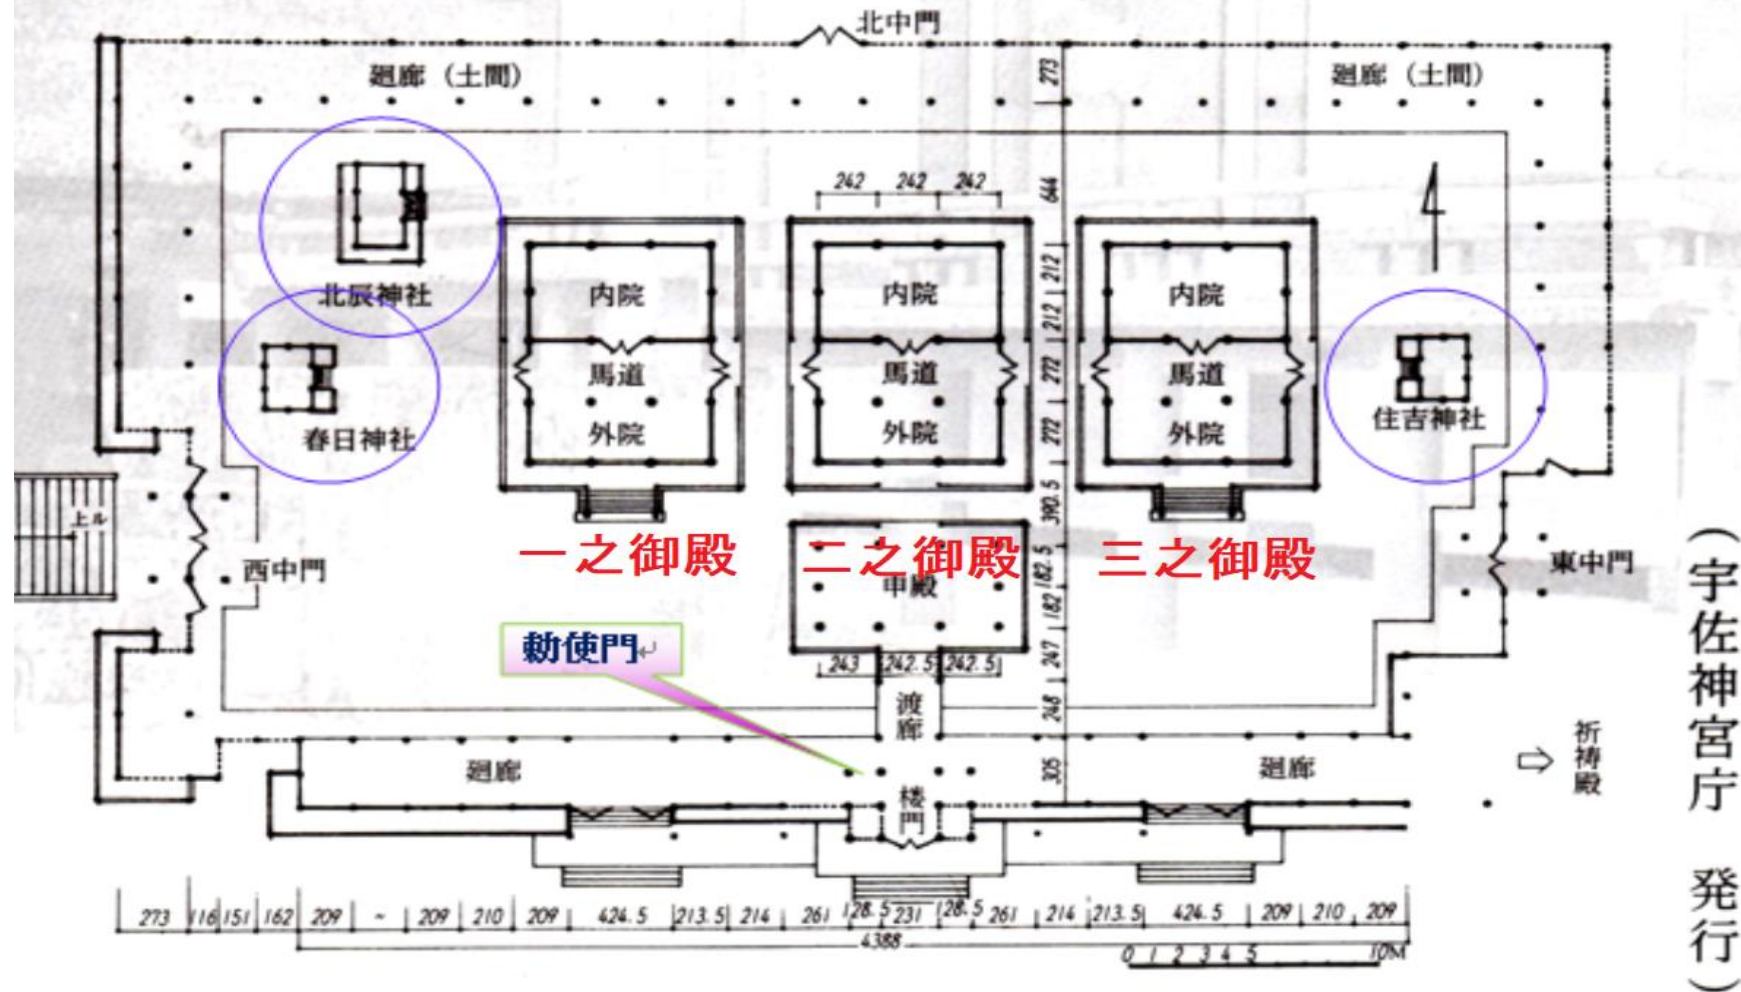 北中門
廻廊（土間）
廻廊（土間）
273
242 242 242
644
北辰神社
内院
内院
内院
212
212
春日神社
馬道
馬道
馬道
272
住吉神社
外院
外院
外院
272
390.5
上ル
西中門
一之御殿
二之御殿
三之御殿
182.5
東中門
申殿
182
勅使門
247
243 242.5 242.5
渡廊
248
廻廊
廻廊
305
楼門
祈祷殿
273 116 151 162 209 ~ 209 210 209 424.5 213.5 214 261 128.5 231 128.5 261 214 213.5 424.5 209 210 209
4388
0 1 2 3 4 5 10M
（宇佐神宮庁 発行）